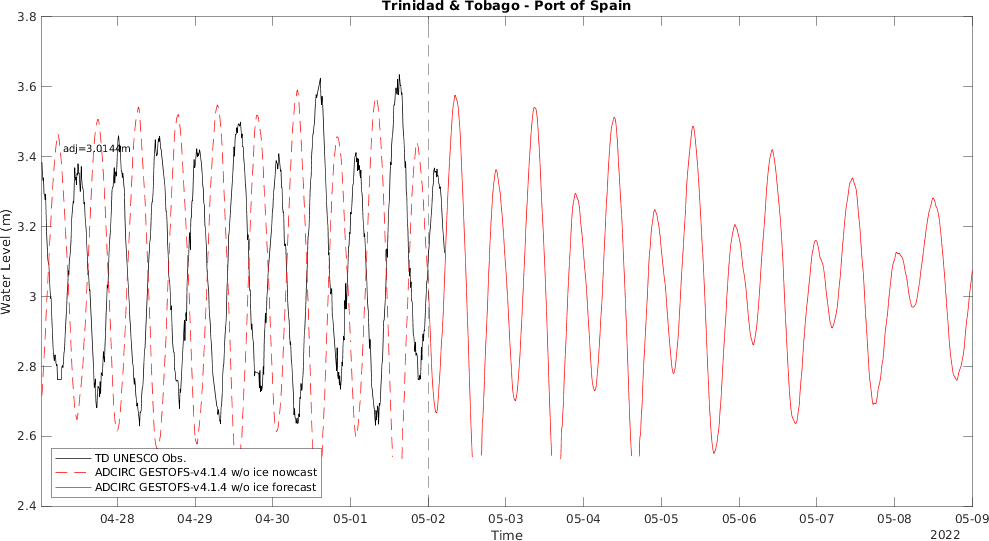 Trinidad & Tobago - Port of Spain
3.8
3.6
3.4
3.2
3
2.8
2.6
2.4
Water Level (m)
adj=3.0144m
TD UNESCO Obs.
ADCIRC GESTOFS-v4.1.4 w/o ice nowcast
ADCIRC GESTOFS-v4.1.4 w/o ice forecast
04-28 04-29 04-30 05-01 05-02 05-03 05-04 05-05 05-06 05-07 05-08 05-09
Time
2022